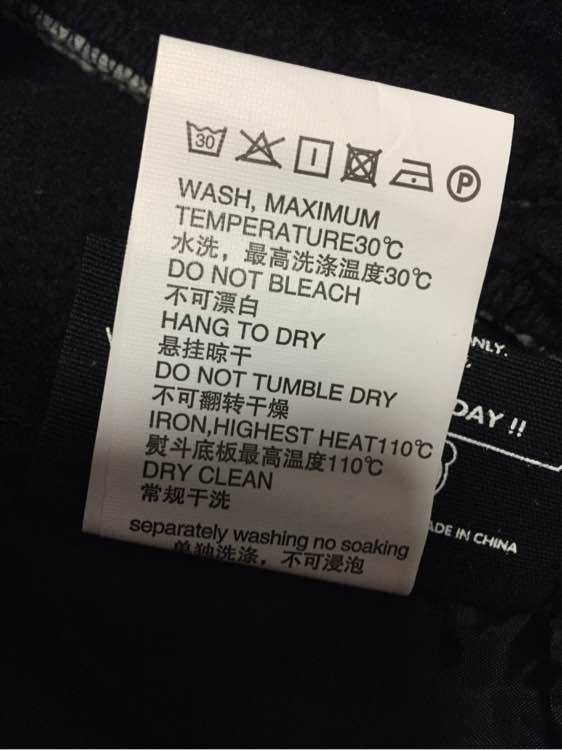 30
P
WASH, MAXIMUM
TEMPERATURE30℃
水洗，最高洗涤温度30℃
DO NOT BLEACH
不可漂白
HANG TO DRY
悬挂晾干
DO NOT TUMBLE DRY
不可翻转干燥
IRON,HIGHEST HEAT110℃
熨斗底板最高温度110℃
DRY CLEAN
常规干洗
separately washing no soaking
单独洗涤，不可浸泡
ONLY.
DAY !!
MADE IN CHINA